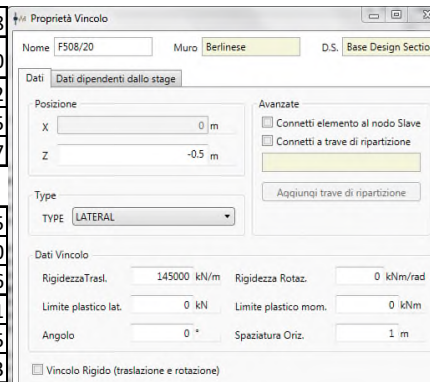 Proprietà Vincolo
Nome F508/20 Muro Berlinese D.S. Base Design Sectio
Dati Dati dipendenti dallo stage
Posizione
X 0 m
Z -0.5 m
Avanzate
Connetti elemento al nodo Slave
Connetti a trave di ripartizione
Aggiungi trave di ripartizione
Type
TYPE LATERAL
Dati Vincolo
RigidezzaTrasl. 145000 kN/m Rigidezza Rotaz. 0 kNm/rad
Limite plastico lat. 0 kN Limite plastico mom. 0 kNm
Angolo 0 ° Spaziatura Oriz. 1 m
Vincolo Rigido (traslazione e rotazione)